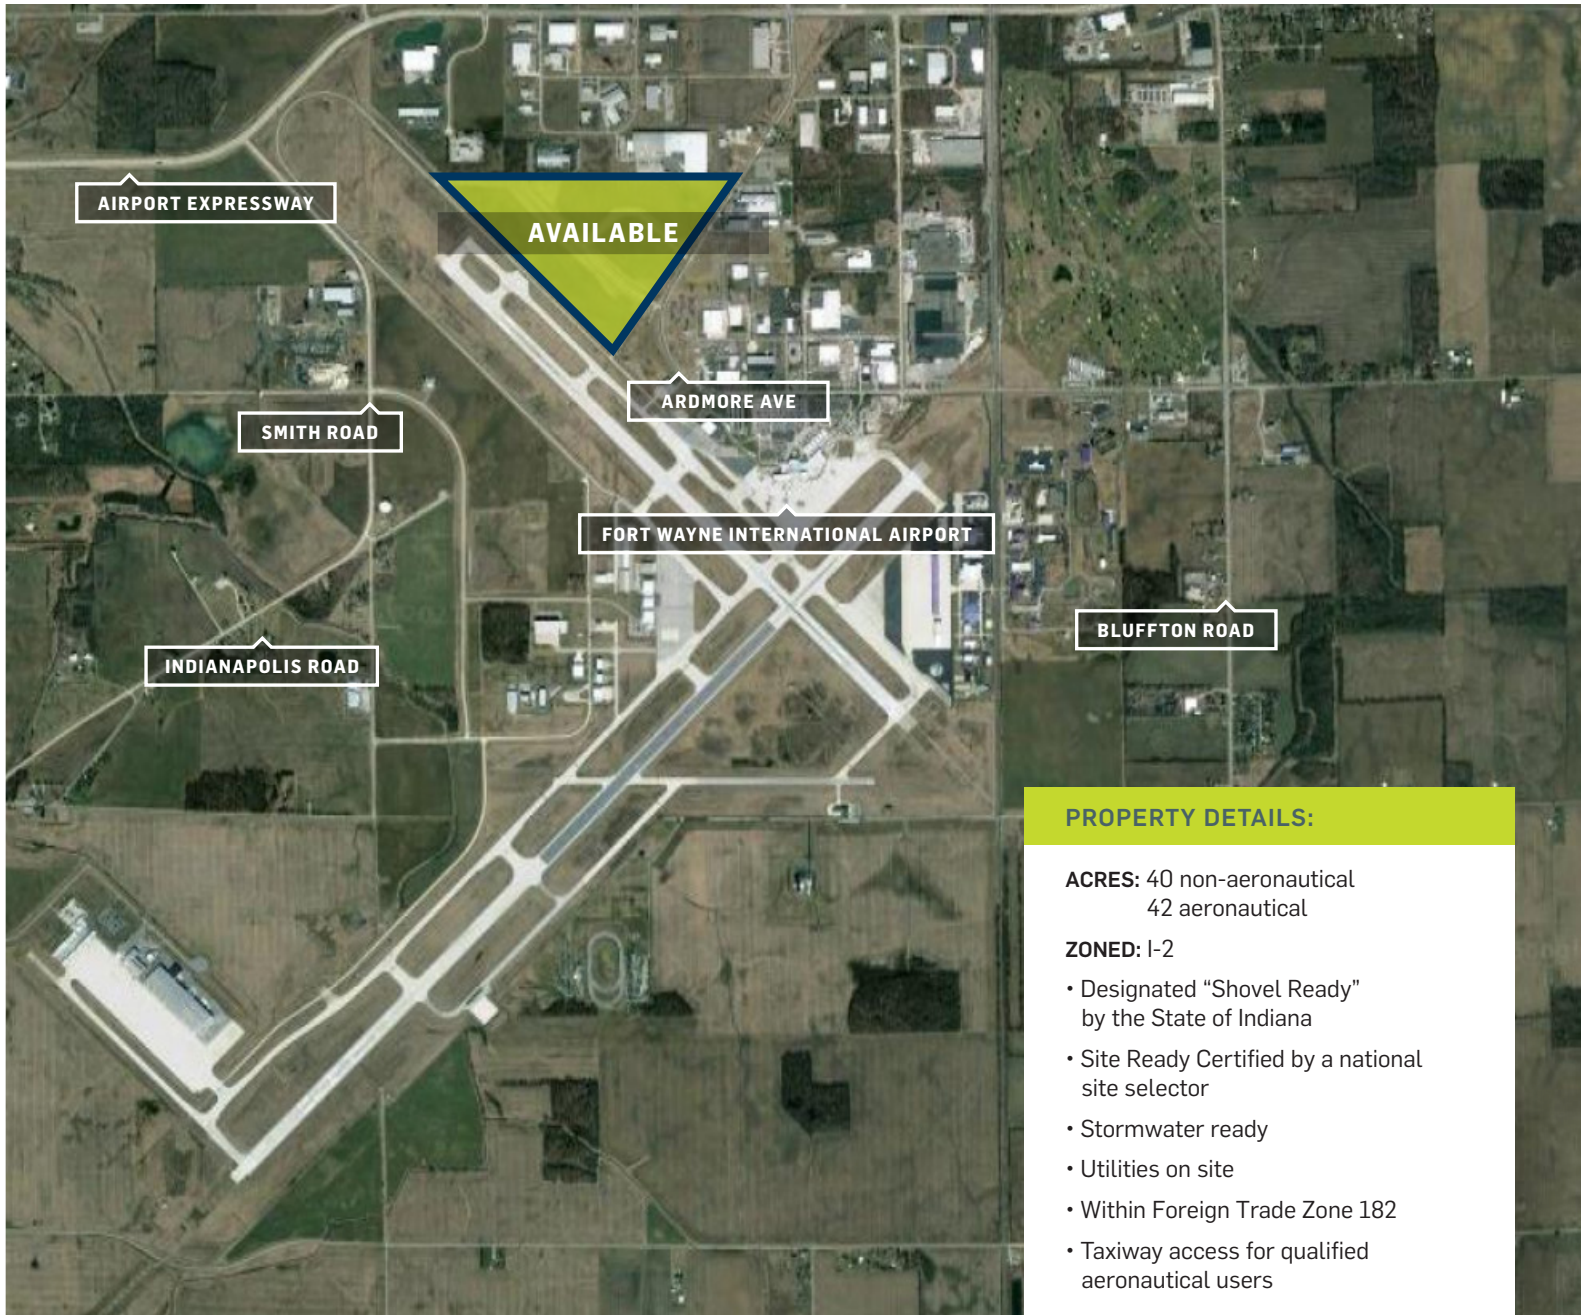 AIRPORT EXPRESSWAY
AVAILABLE
ARDMORE AVE
SMITH ROAD
FORT WAYNE INTERNATIONAL AIRPORT
BLUFFTON ROAD
INDIANAPOLIS ROAD
PROPERTY DETAILS:
ACRES: 40 non-aeronautical
42 aeronautical
ZONED: I-2
• Designated “Shovel Ready”
by the State of Indiana
• Site Ready Certified by a national
site selector
• Stormwater ready
• Utilities on site
• Within Foreign Trade Zone 182
• Taxiway access for qualified
aeronautical users